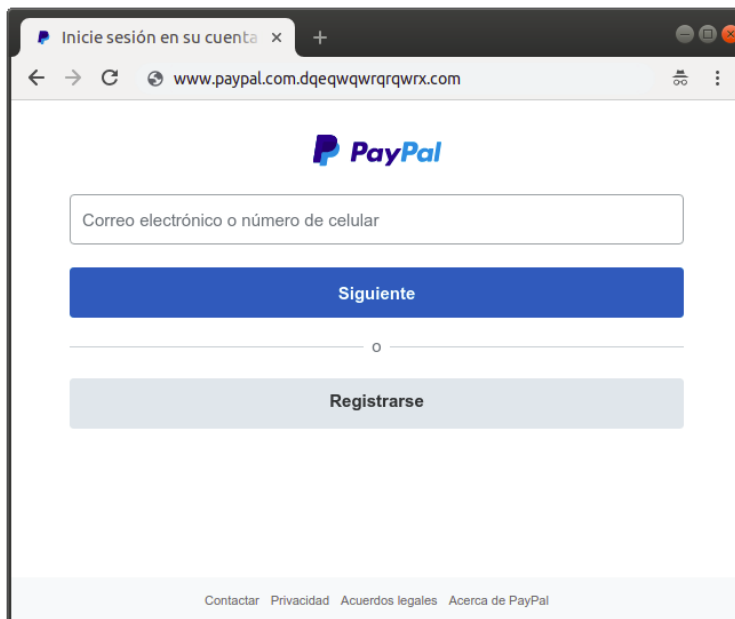 Inicie sesión en su cuenta
www.paypal.com.dqeqwqwrqrqwrx.com
PayPal
Correo electrónico o número de celular
Siguiente
o
Registrarse
Contactar Privacidad Acuerdos legales Acerca de PayPal